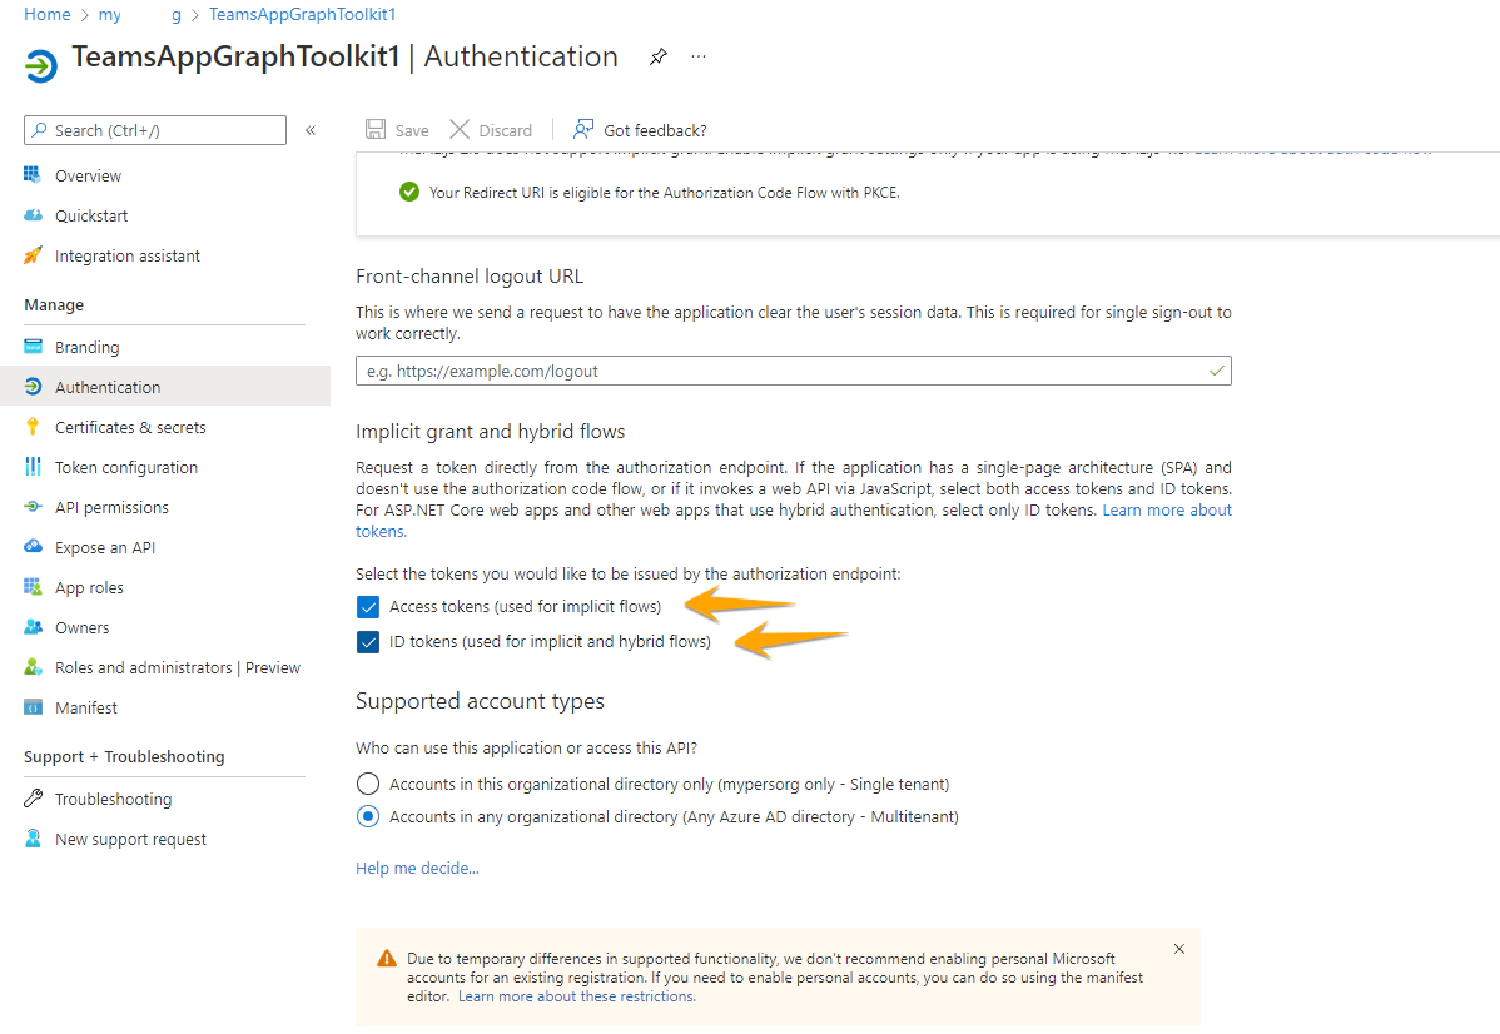 Home > my g > TeamsAppGraphToolkit1
TeamsAppGraphToolkit1 | Authentication
Search (Ctrl+/)
«
Save
Discard
Got feedback?
Overview
Quickstart
Integration assistant
Manage
Branding
Authentication
Certificates & secrets
Token configuration
API permissions
Expose an API
App roles
Owners
Roles and administrators | Preview
Manifest
Support + Troubleshooting
Troubleshooting
New support request
Your Redirect URI is eligible for the Authorization Code Flow with PKCE.
Front-channel logout URL
This is where we send a request to have the application clear the user's session data. This is required for single sign-out to
work correctly.
e.g. https://example.com/logout
Implicit grant and hybrid flows
Request a token directly from the authorization endpoint. If the application has a single-page architecture (SPA) and
doesn't use the authorization code flow, or if it invokes a web API via JavaScript, select both access tokens and ID tokens.
For ASP.NET Core web apps and other web apps that use hybrid authentication, select only ID tokens. Learn more about
tokens.
Select the tokens you would like to be issued by the authorization endpoint:
Access tokens (used for implicit flows)
ID tokens (used for implicit and hybrid flows)
Supported account types
Who can use this application or access this API?
Accounts in this organizational directory only (mypersorg only - Single tenant)
Accounts in any organizational directory (Any Azure AD directory - Multitenant)
Help me decide...
Due to temporary differences in supported functionality, we don't recommend enabling personal Microsoft
accounts for an existing registration. If you need to enable personal accounts, you can do so using the manifest
editor. Learn more about these restrictions.